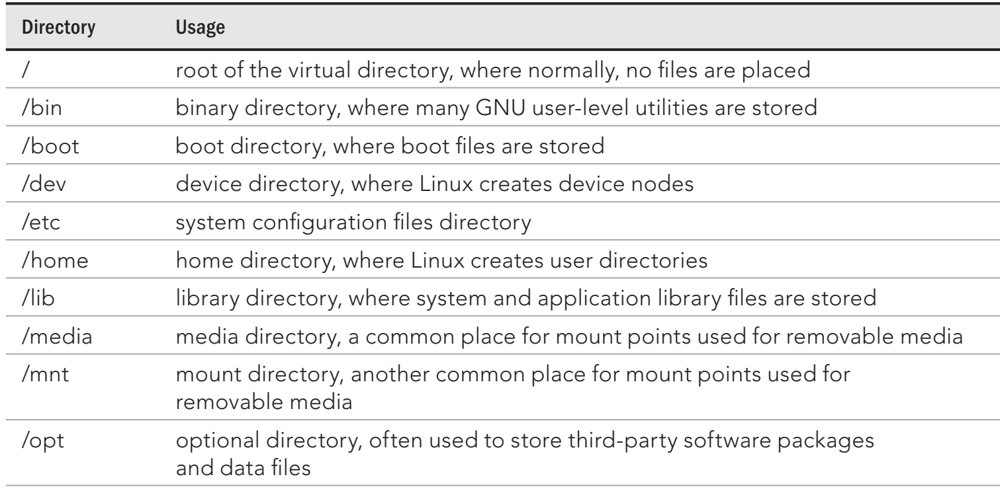 Directory Usage
/ root of the virtual directory, where normally, no files are placed
/bin binary directory, where many GNU user-level utilities are stored
/boot boot directory, where boot files are stored
/dev device directory, where Linux creates device nodes
/etc system configuration files directory
/home home directory, where Linux creates user directories
/lib library directory, where system and application library files are stored
/media media directory, a common place for mount points used for removable media
/mnt mount directory, another common place for mount points used for
removable media
/opt optional directory, often used to store third-party software packages
and data files